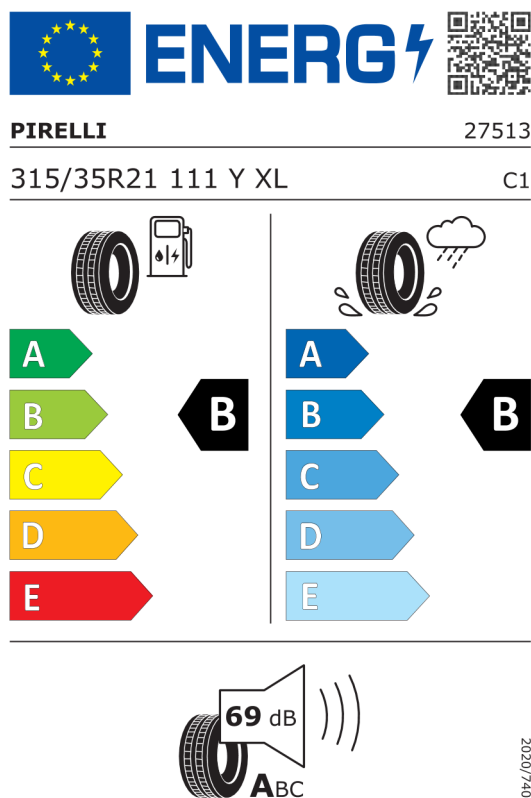 ENERG
PIRELLI 27513
315/35R21 111 Y XL C1
A A
B B B B
C C
D D
E E
69 dB
ABC
2020/740